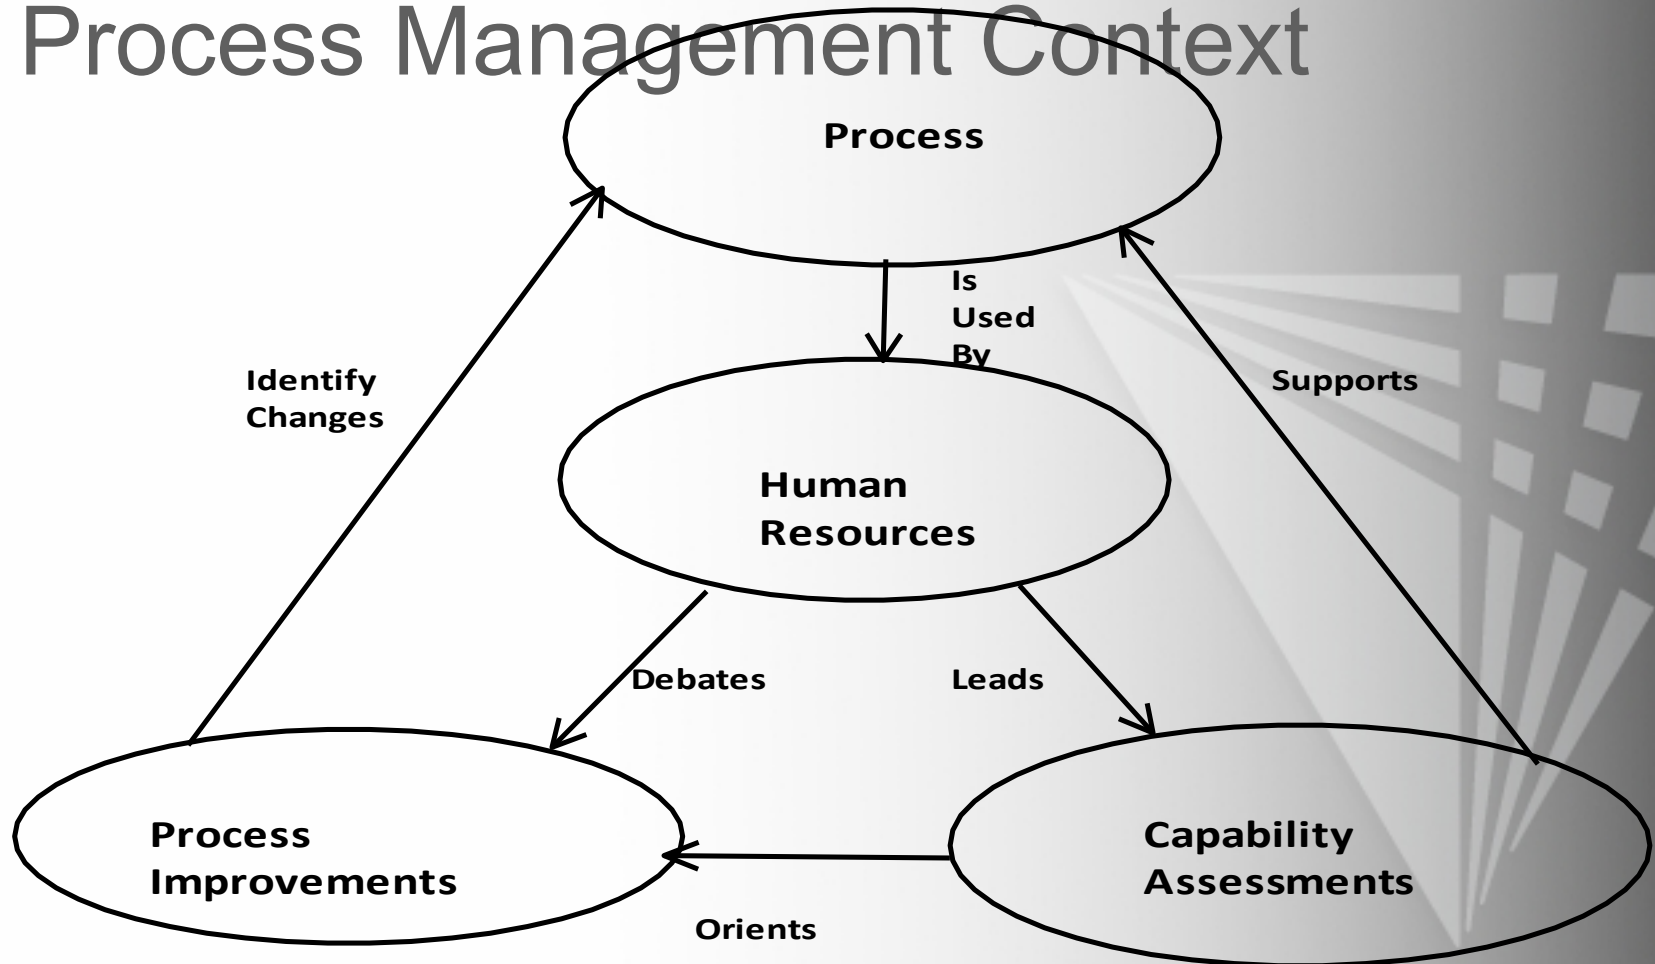 Process Management Context
Process
Is
Used
By
Identify
Changes
Supports
Human
Resources
Debates
Leads
Process
Improvements
Capability
Assessments
Orients